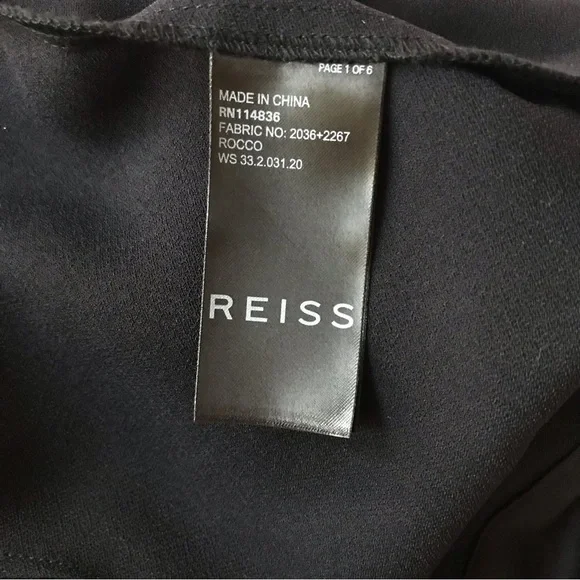 PAGE 1 OF 6
MADE IN CHINA
RN114836
FABRIC NO: 2036+2267
ROCCO
WS 33.2.031.20
REISS